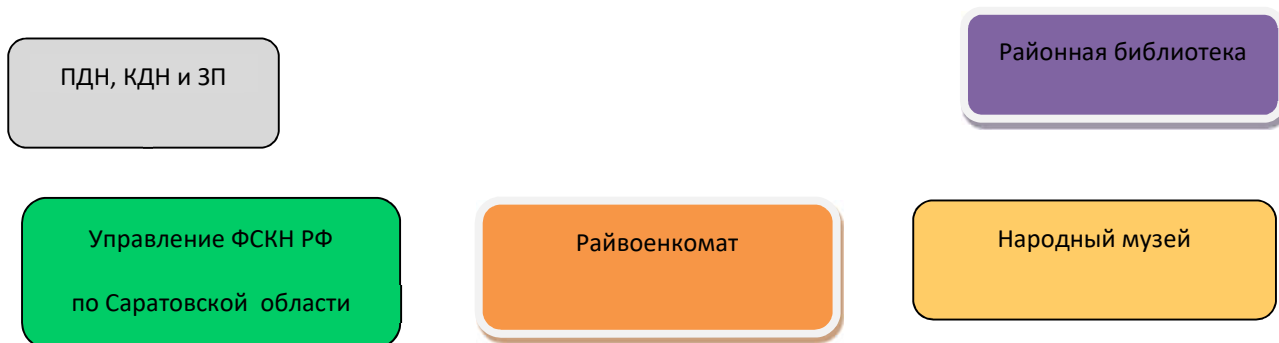 ПДН, КДН и ЗП
Районная библиотека
Управление ФСКН РФ
по Саратовской области
Райвоенкомат
Народный музей